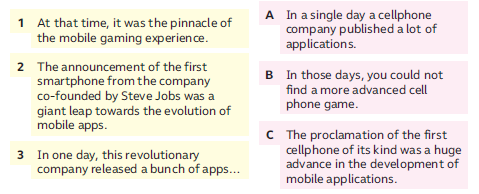 1 At that time, it was the pinnacle of
the mobile gaming experience.
2 The announcement of the first
smartphone from the company
co-founded by Steve Jobs was a
giant leap towards the evolution of
mobile apps.
3 In one day, this revolutionary
company released a bunch of apps...
A In a single day a cellphone
company published a lot of
applications.
B In those days, you could not
find a more advanced cell
phone game.
C The proclamation of the first
cellphone of its kind was a huge
advance in the development of
mobile applications.